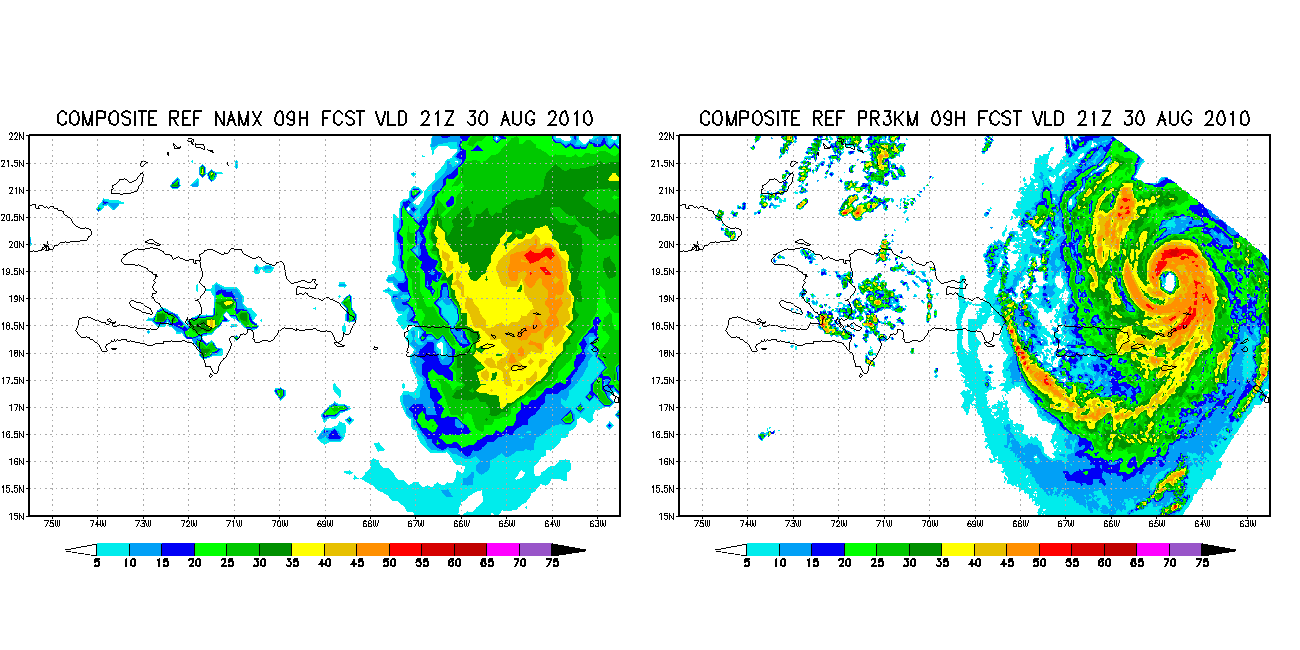 COMPOSITE REF NAMX 09H FCST VLD 21Z 30 AUG 2010
22N
21.5N
21N
20.5N
20N
19.5N
19N
18.5N
18N
17.5N
17N
16.5N
16N
15.5N
15N
75W 74W 73W 72W 71W 70W 69W 68W 67W 66W 65W 64W 63W
5 10 15 20 25 30 35 40 45 50 55 60 65 70 75
COMPOSITE REF PR3KM 09H FCST VLD 21Z 30 AUG 2010
22N
21.5N
21N
20.5N
20N
19.5N
19N
18.5N
18N
17.5N
17N
16.5N
16N
15.5N
15N
75W 74W 73W 72W 71W 70W 69W 68W 67W 66W 65W 64W 63W
5 10 15 20 25 30 35 40 45 50 55 60 65 70 75